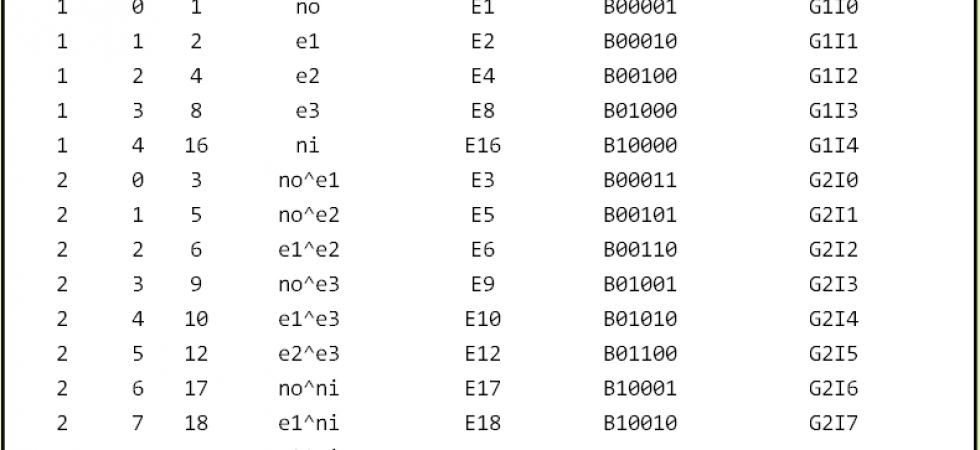 1 0 1 no E1 B00001 G1I0
1 1 2 e1 E2 B00010 G1I1
1 2 4 e2 E4 B00100 G1I2
1 3 8 e3 E8 B01000 G1I3
1 4 16 ni E16 B10000 G1I4
2 0 3 no^e1 E3 B00011 G2I0
2 1 5 no^e2 E5 B00101 G2I1
2 2 6 e1^e2 E6 B00110 G2I2
2 3 9 no^e3 E9 B01001 G2I3
2 4 10 e1^e3 E10 B01010 G2I4
2 5 12 e2^e3 E12 B01100 G2I5
2 6 17 no^ni E17 B10001 G2I6
2 7 18 e1^ni E18 B10010 G2I7